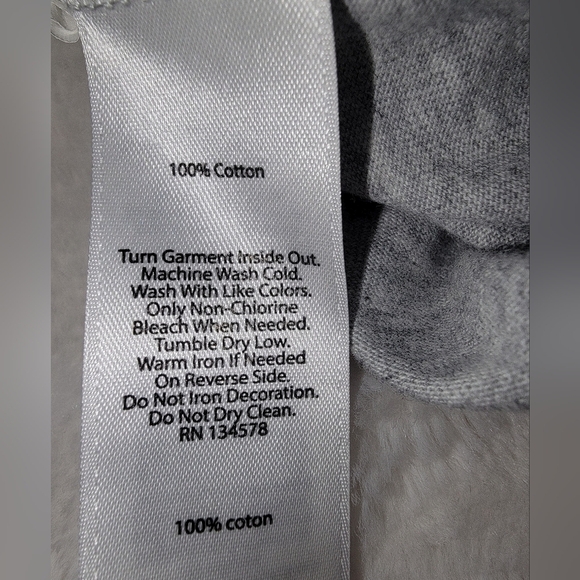 100% Cotton
Turn Garment Inside Out.
Machine Wash Cold.
Wash With Like Colors.
Only Non-Chlorine
Bleach When Needed.
Tumble Dry Low.
Warm Iron If Needed
On Reverse Side.
Do Not Iron Decoration.
Do Not Dry Clean.
RN 134578
100% coton